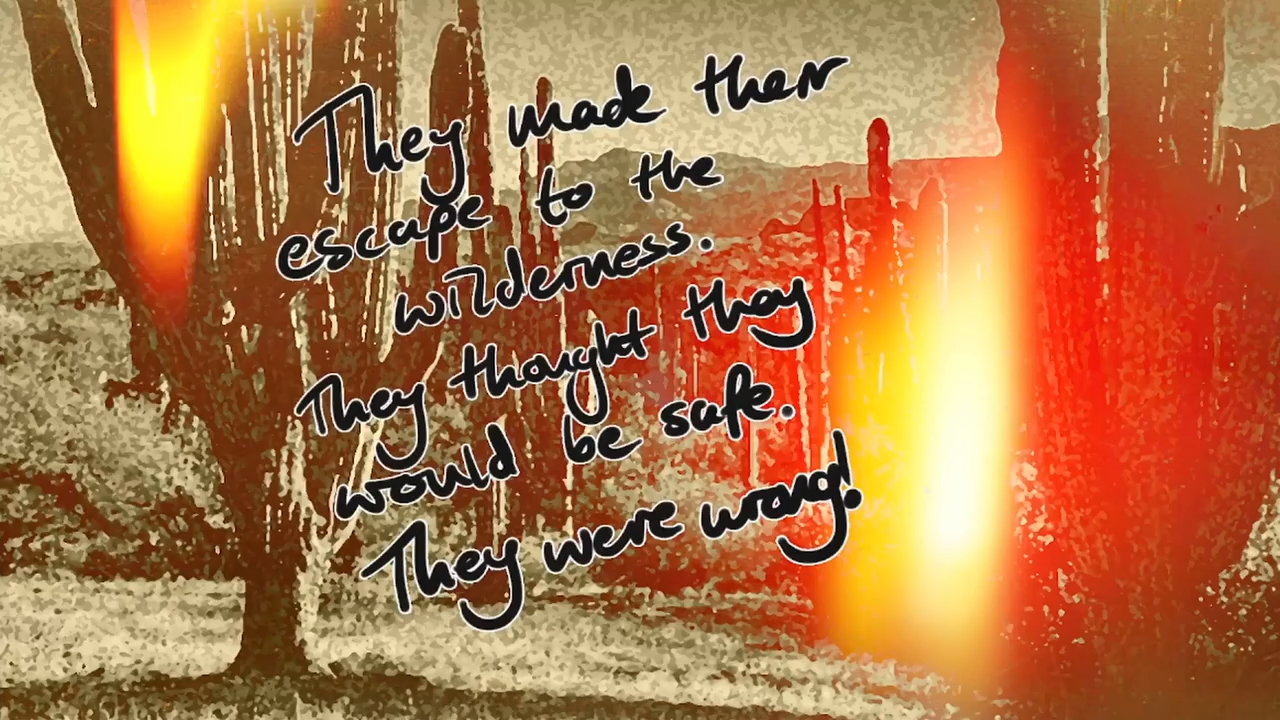 They made their
escape to the
wilderness.
They thought they
would be safe.
They were wrong!